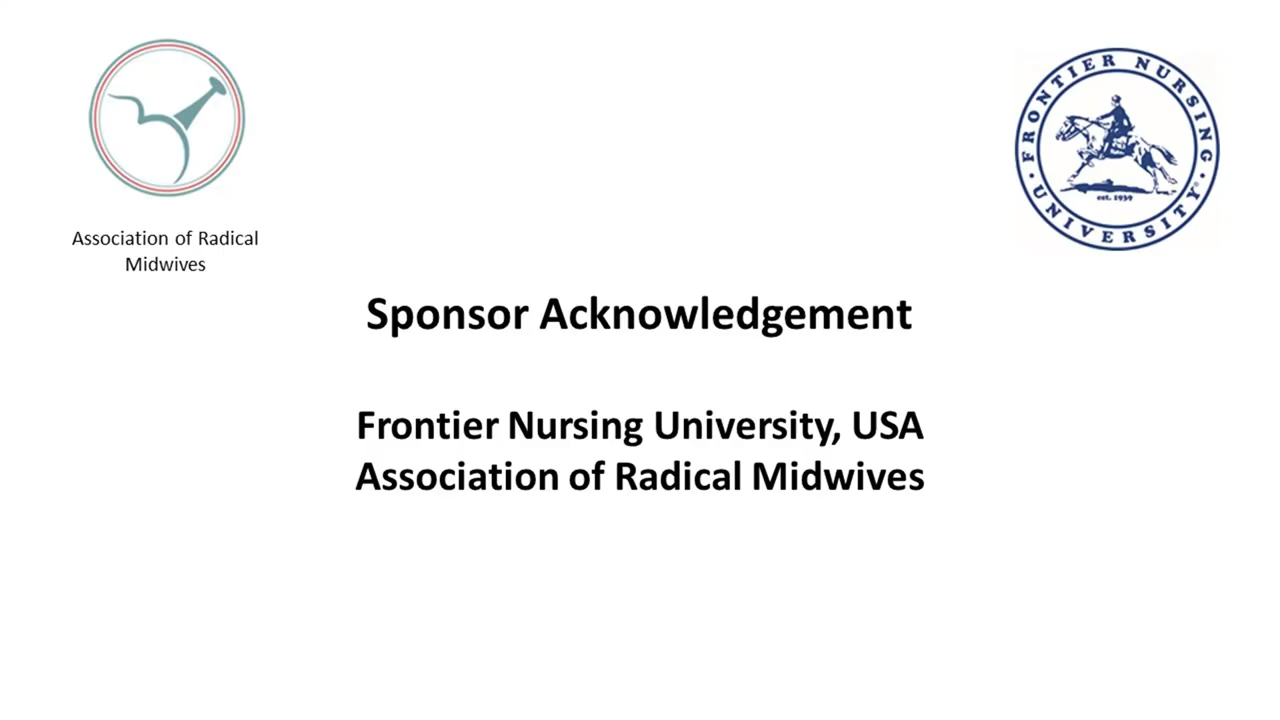 Association of Radical
Midwives
FRONTIER NURSING
UNIVERSITY
est. 1939
Sponsor Acknowledgement
Frontier Nursing University, USA
Association of Radical Midwives